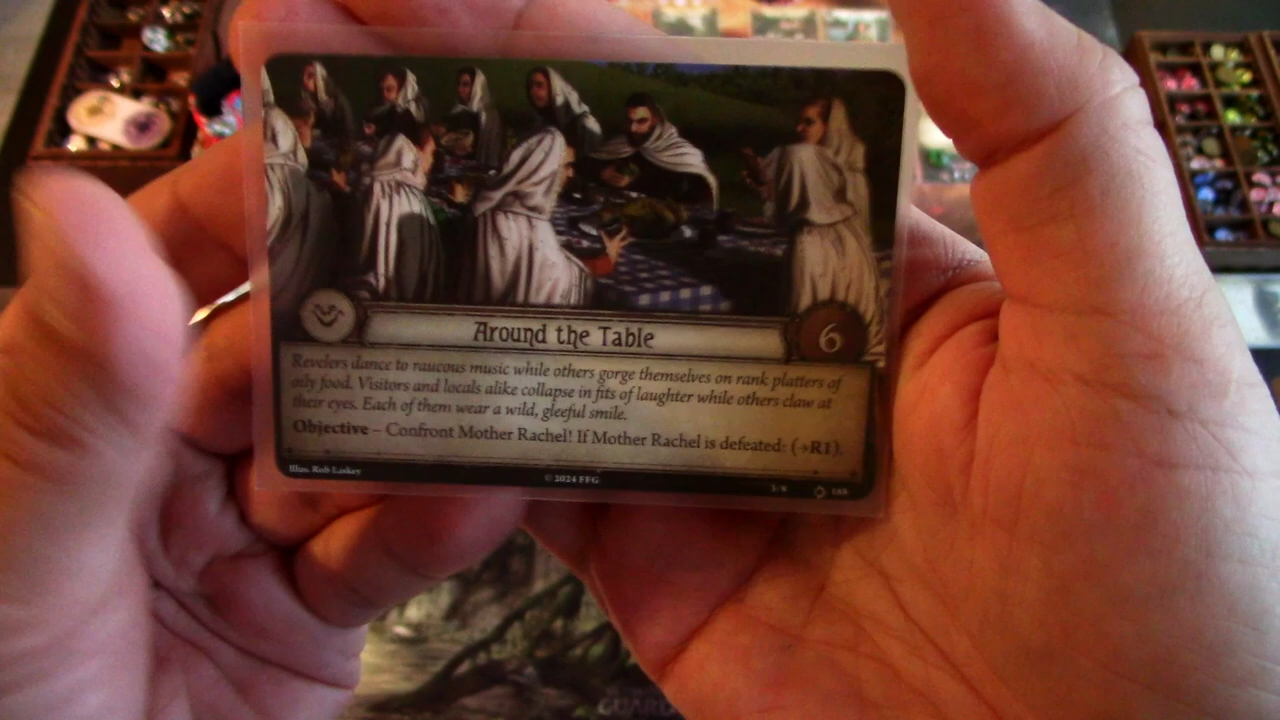 Around the Table
6
Revelers dance to raucous music while others gorge themselves on rank platters of
oily food. Visitors and locals alike collapse in fits of laughter while others claw at
their eyes. Each of them wear a wild, gleeful smile.
Objective – Confront Mother Rachel! If Mother Rachel is defeated: (→R1).
Illus. Rob Laskey
© 2024 FFG
GUARD